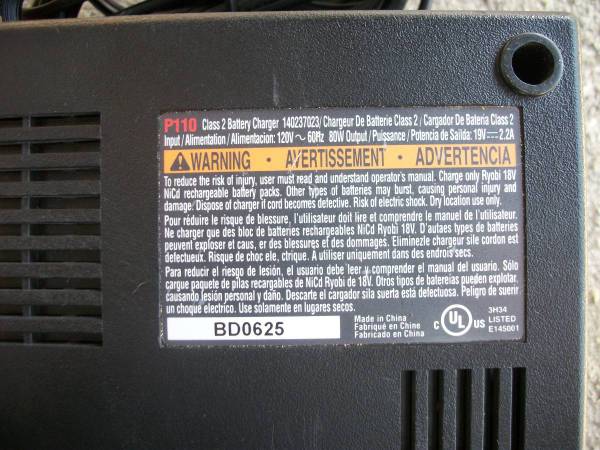 P110 Class 2 Battery Charger 140237023/Chargeur De Batterie Class 2 / Cargador De Bateria Class 2
Input/Alimentation/Alimentacion: 120V~60Hz 80W Output/Puissance/Potencia de Sailda: 19V⎓2.2A
WARNING • AVERTISSEMENT • ADVERTENCIA
To reduce the risk of injury, user must read and understand operator's manual. Charge only Ryobi 18V
NiCd rechargeable battery packs. Other types of batteries may burst, causing personal injury and
damage. Dispose of charger if cord becomes defective. Risk of electric shock. Dry location use only.
Pour réduire le risque de blessure, l'utilisateur doit lire et comprendre le manuel de l'utilisateur.
Ne charger que des bloc de batteries rechargeables NiCd Ryobi 18V. D'autaes types de batteries
peuvent exploser et caus, er des blessures et des dommages. Eliminezle chargeur sile cordon est
defectueux. Risque de choc ele, ctrique. A utiliser uniquement dans des endrois secs.
Para reducir el riesgo de lesión, el usuario debe leer y comprender el manual del usuario. Sólo
cargue paquete de pilas recargables de NiCd Ryobi de 18V. Otros tipos de batereias pueden explotar,
causando lesión personal y daño. Descarte el cargador sila suerta está defectuosa. Peligro de suerir
un choque electrico. Use solamente en lugares secos.
BD0625
Made in China
Fabriqué en Chine
Fabricado en China
C UL US
3H34
LISTED
E145001